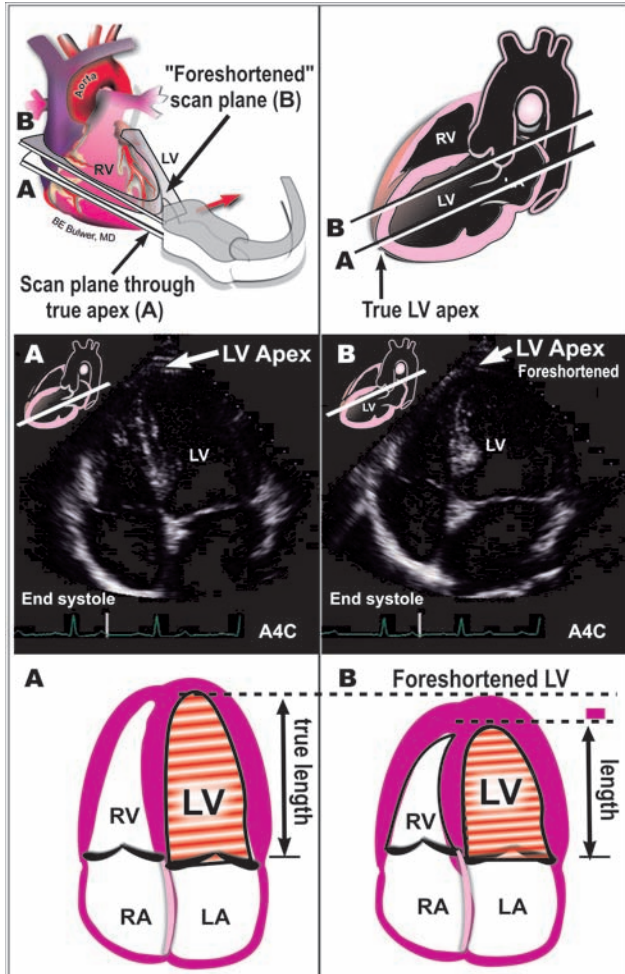 "Foreshortened"
scan plane (B)
Aorta
B
RV
LV
A
BE Bulwer, MD
Scan plane through
true apex (A)
RV
LV
B
A
True LV apex
A
LV Apex
LV
End systole
A4C
B
LV Apex
Foreshortened
LV
LV
End systole
A4C
A
true length
LV
RV
RA
LA
B
Foreshortened LV
length
LV
RV
RA
LA